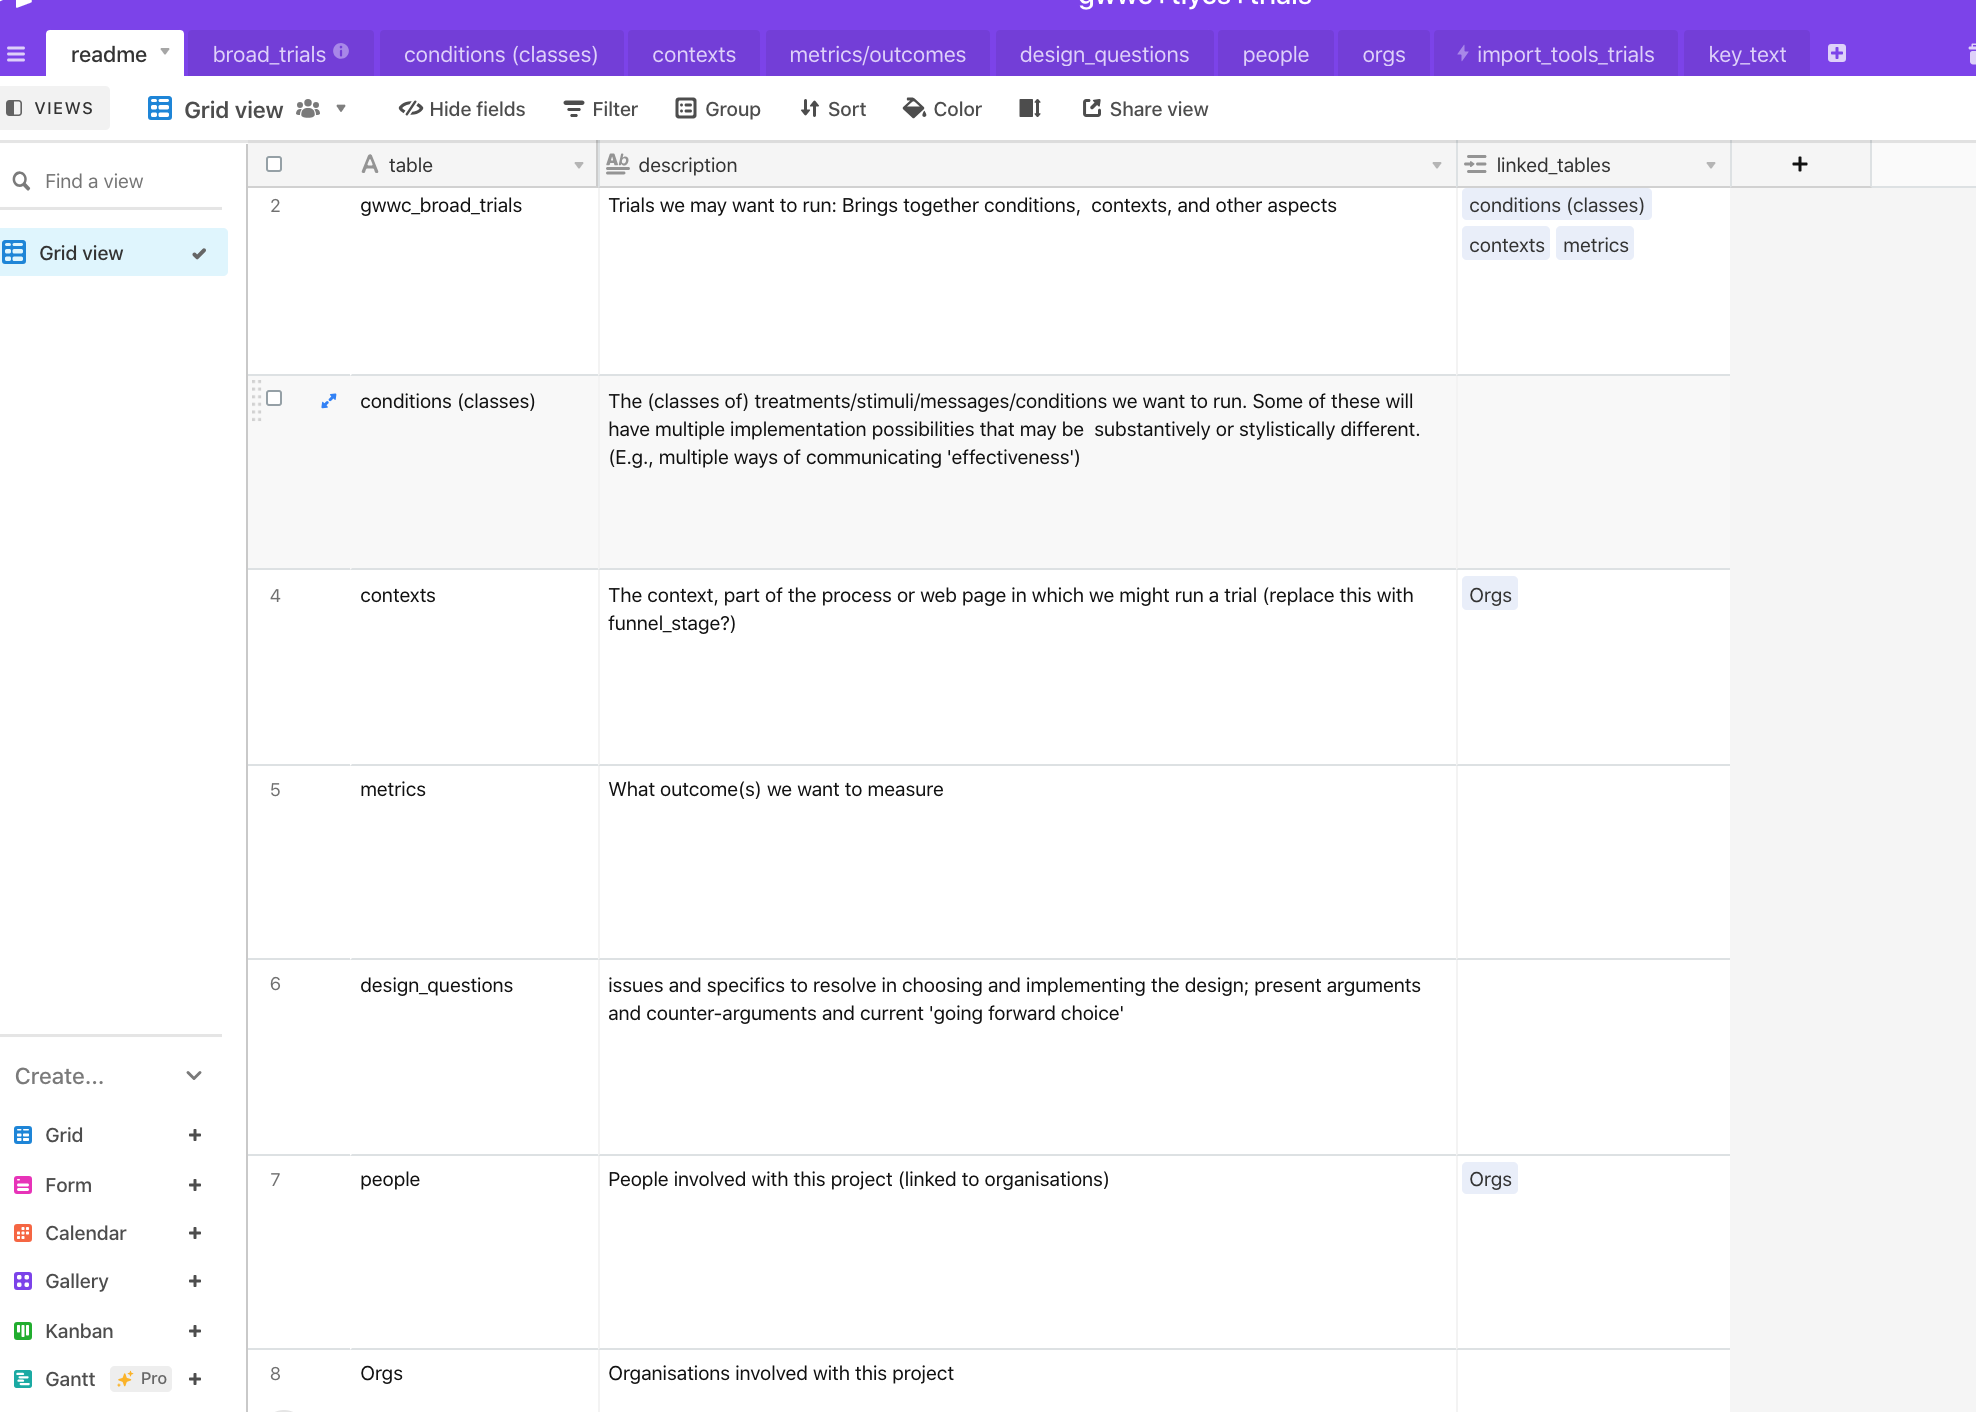 readme
broad_trials
conditions (classes)
contexts
metrics/outcomes
design_questions
people
orgs
import_tools_trials
key_text
VIEWS
Grid view
Hide fields
Filter
Group
Sort
Color
Share view
Find a view
Grid view
table
description
linked_tables
2
gwwc_broad_trials
Trials we may want to run: Brings together conditions,  contexts, and other aspects
conditions (classes)
contexts
metrics
conditions (classes)
The (classes of) treatments/stimuli/messages/conditions we want to run. Some of these will
have multiple implementation possibilities that may be  substantively or stylistically different.
(E.g., multiple ways of communicating 'effectiveness')
4
contexts
The context, part of the process or web page in which we might run a trial (replace this with
funnel_stage?)
Orgs
5
metrics
What outcome(s) we want to measure
6
design_questions
issues and specifics to resolve in choosing and implementing the design; present arguments
and counter-arguments and current 'going forward choice'
7
people
People involved with this project (linked to organisations)
Orgs
8
Orgs
Organisations involved with this project
Create...
Grid
Form
Calendar
Gallery
Kanban
Gantt
Pro